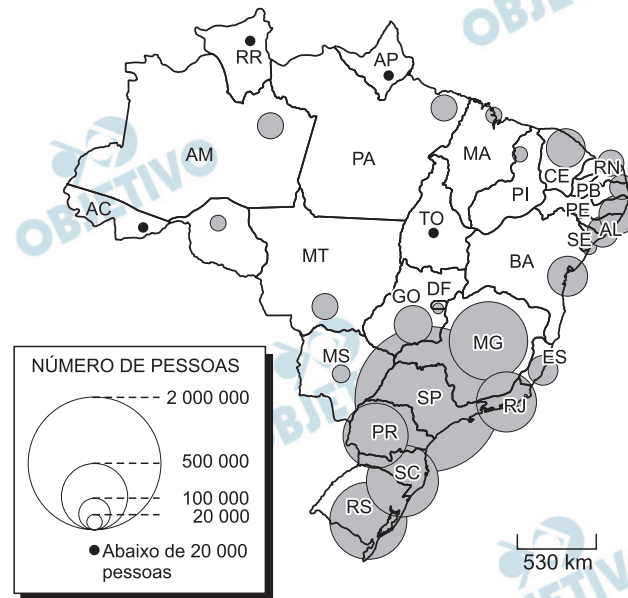 OBJETIVO
RR
AP
AM
PA
MA
CE
RN
PB
PI
PE
AC
TO
AL
SE
MT
BA
DF
GO
MG
MS
ES
SP
RJ
PR
SC
RS
NÚMERO DE PESSOAS
2 000 000
500 000
100 000
20 000
Abaixo de 20 000
pessoas
530 km
OBJETIVO
OBJETIVO
OBJETIVO